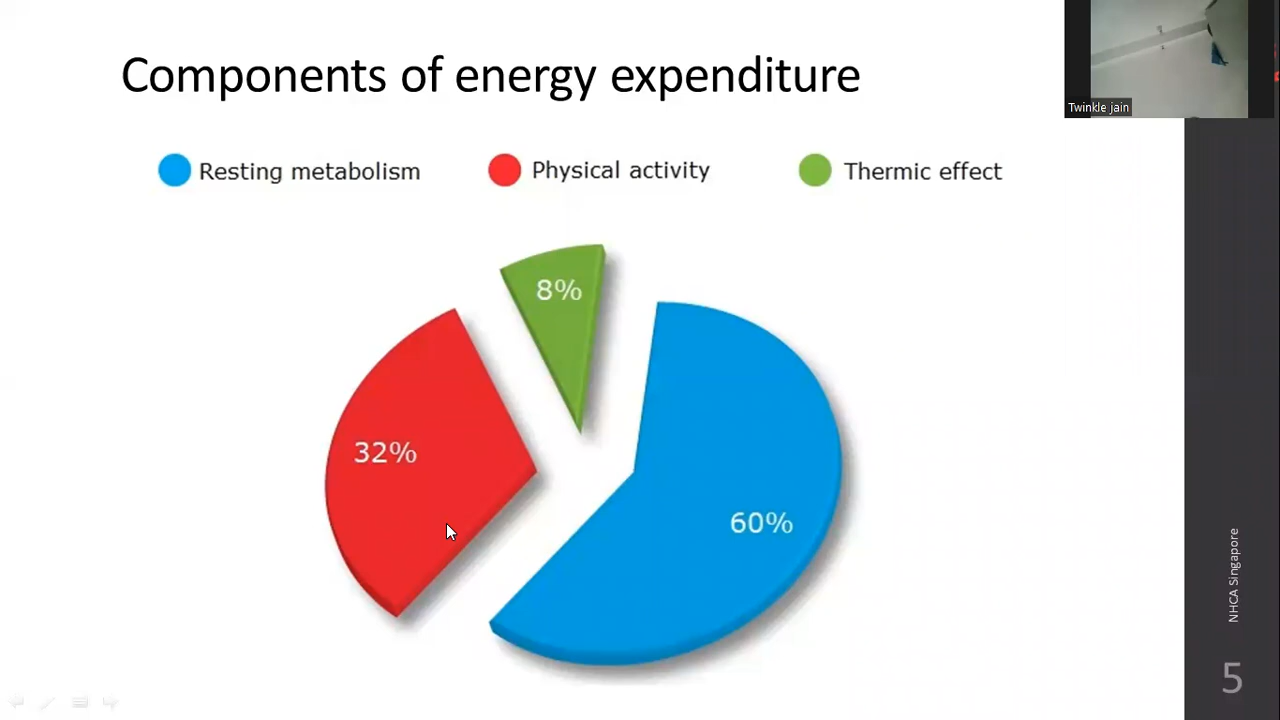 Components of energy expenditure
Twinkle jain
Resting metabolism
Physical activity
Thermic effect
8%
32%
60%
NHCA Singapore
5